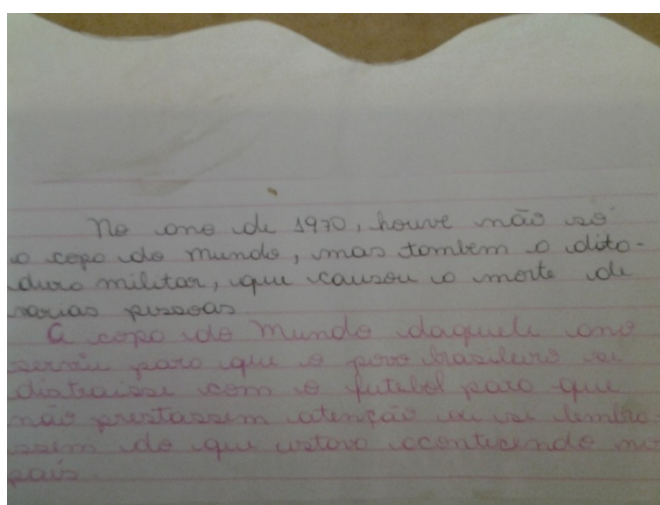 No ano de 1970, houve não só
a copa do mundo, mas também a dita-
dura militar, que causou a morte de
varias pessoas.
A copa do mundo daquele ano
serviu para que o povo brasileiro se
distraisse com o futebol para que
não prestassem atenção ou se lembra-
ssem do que estava acontecendo no
país.